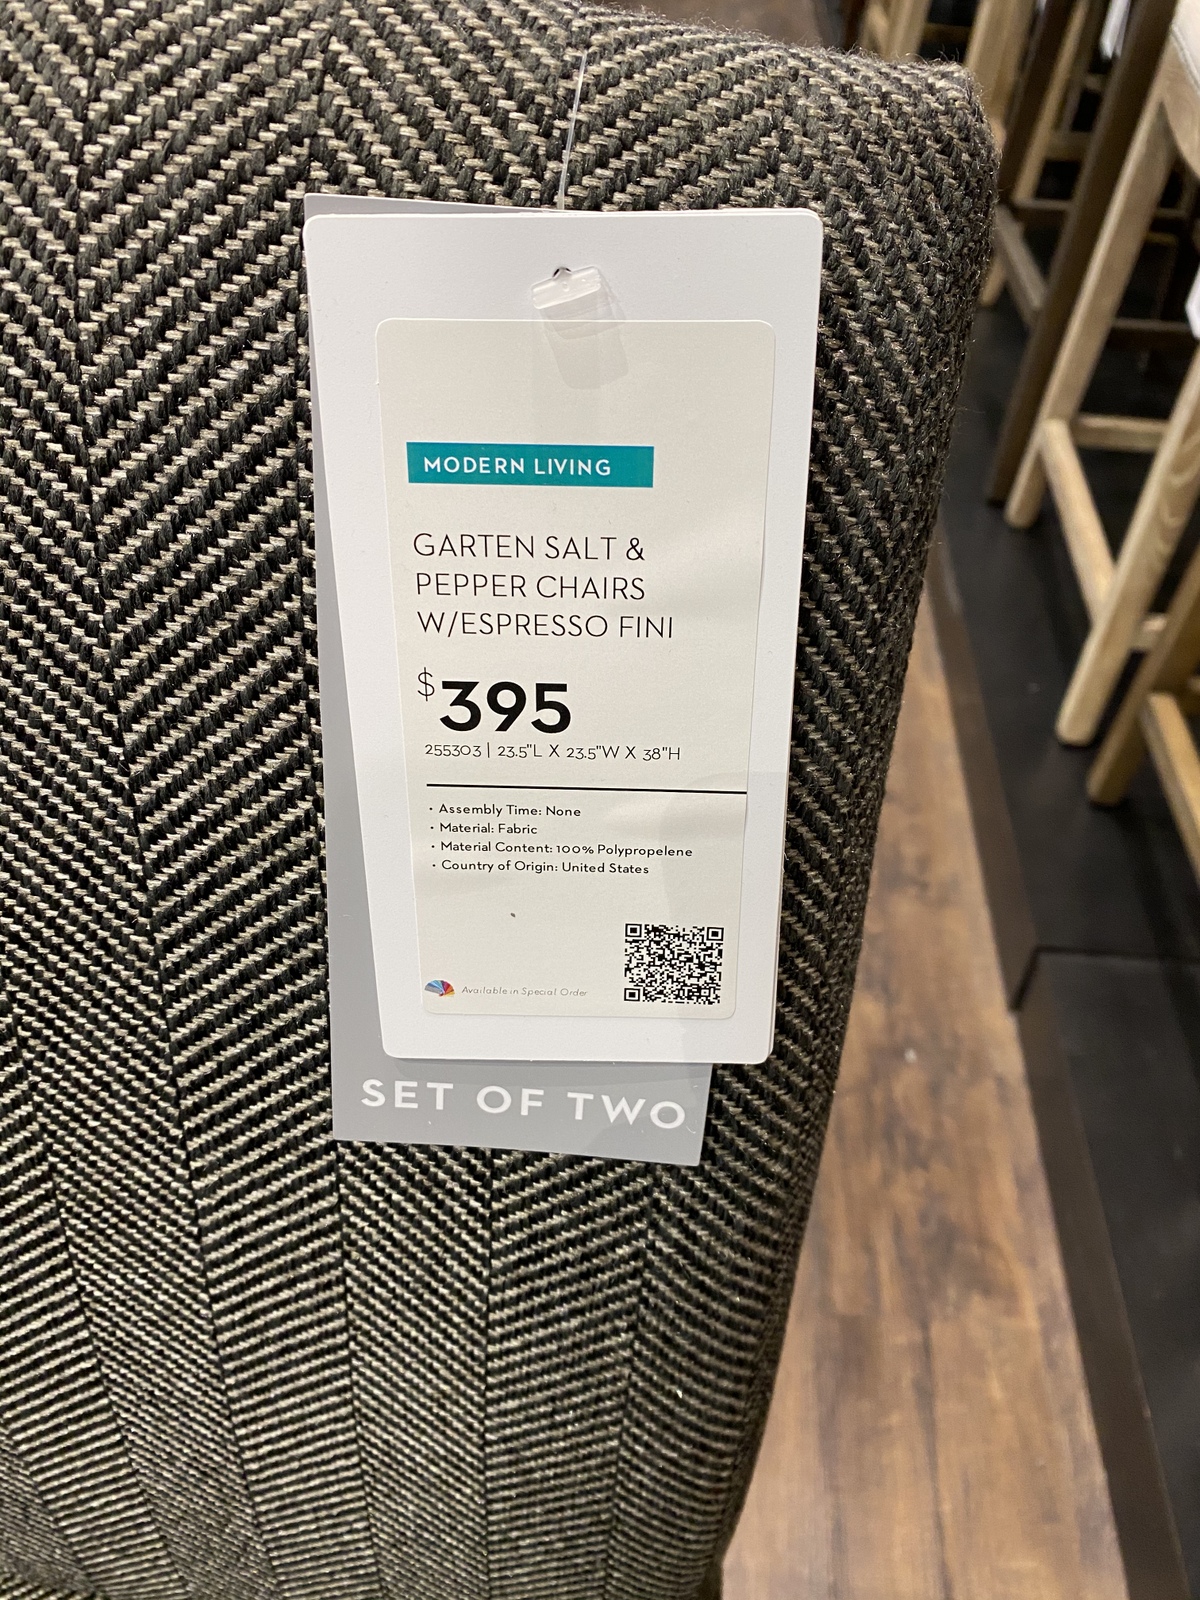 MODERN LIVING
GARTEN SALT &
PEPPER CHAIRS
W/ESPRESSO FINI
$395
255303 | 23.5"L X 23.5"W X 38"H
• Assembly Time: None
• Material: Fabric
• Material Content: 100% Polypropelene
• Country of Origin: United States
Available in Special Order
SET OF TWO